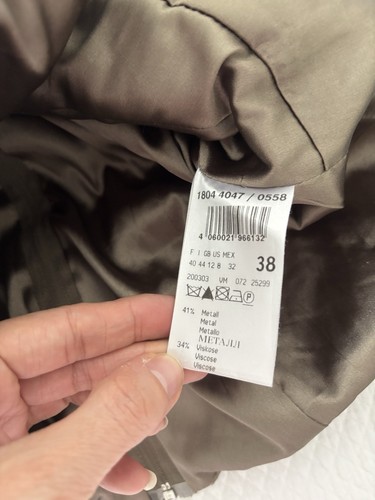 1804 4047 / 0558
4 060021 966132
F I GB US MEX
40 44 12 8 32
38
200303 VM 072 25299
P
41% Metall
Metal
Metallo
МЕТАЛЛ
34% Viskose
Viscose
Viscose